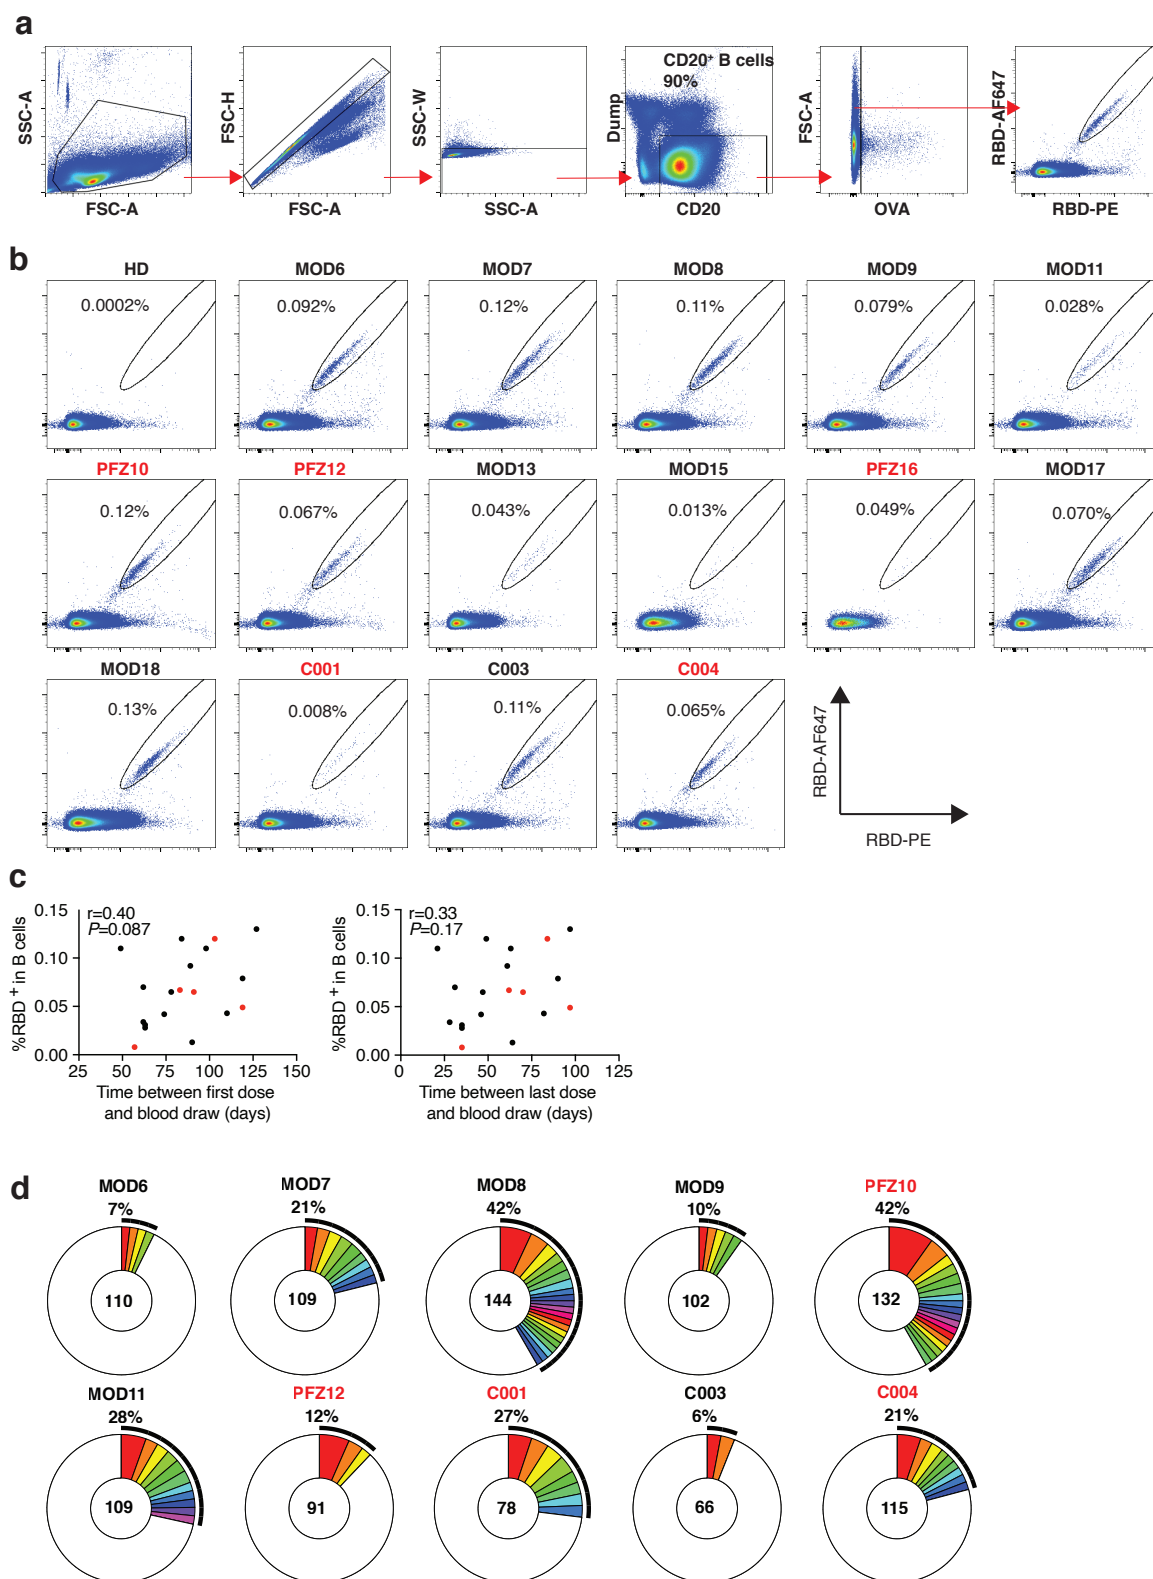 a
SSC-A
FSC-A
FSC-H
FSC-A
SSC-W
SSC-A
CD20+ B cells
90%
Dump
CD20
FSC-A
OVA
RBD-AF647
RBD-PE
b
HD
0.0002%
MOD6
0.092%
MOD7
0.12%
MOD8
0.11%
MOD9
0.079%
MOD11
0.028%
PFZ10
0.12%
PFZ12
0.067%
MOD13
0.043%
MOD15
0.013%
PFZ16
0.049%
MOD17
0.070%
MOD18
0.13%
C001
0.008%
C003
0.11%
C004
0.065%
RBD-AF647
RBD-PE
c
%RBD+ in B cells
0.15
0.10
0.05
0.00
r=0.40
P=0.087
25 50 75 100 125 150
Time between first dose
and blood draw (days)
%RBD+ in B cells
0.15
0.10
0.05
0.00
r=0.33
P=0.17
0 25 50 75 100 125
Time between last dose
and blood draw (days)
d
MOD6
7%
110
MOD7
21%
109
MOD8
42%
144
MOD9
10%
102
PFZ10
42%
132
MOD11
28%
109
PFZ12
12%
91
C001
27%
78
C003
6%
66
C004
21%
115